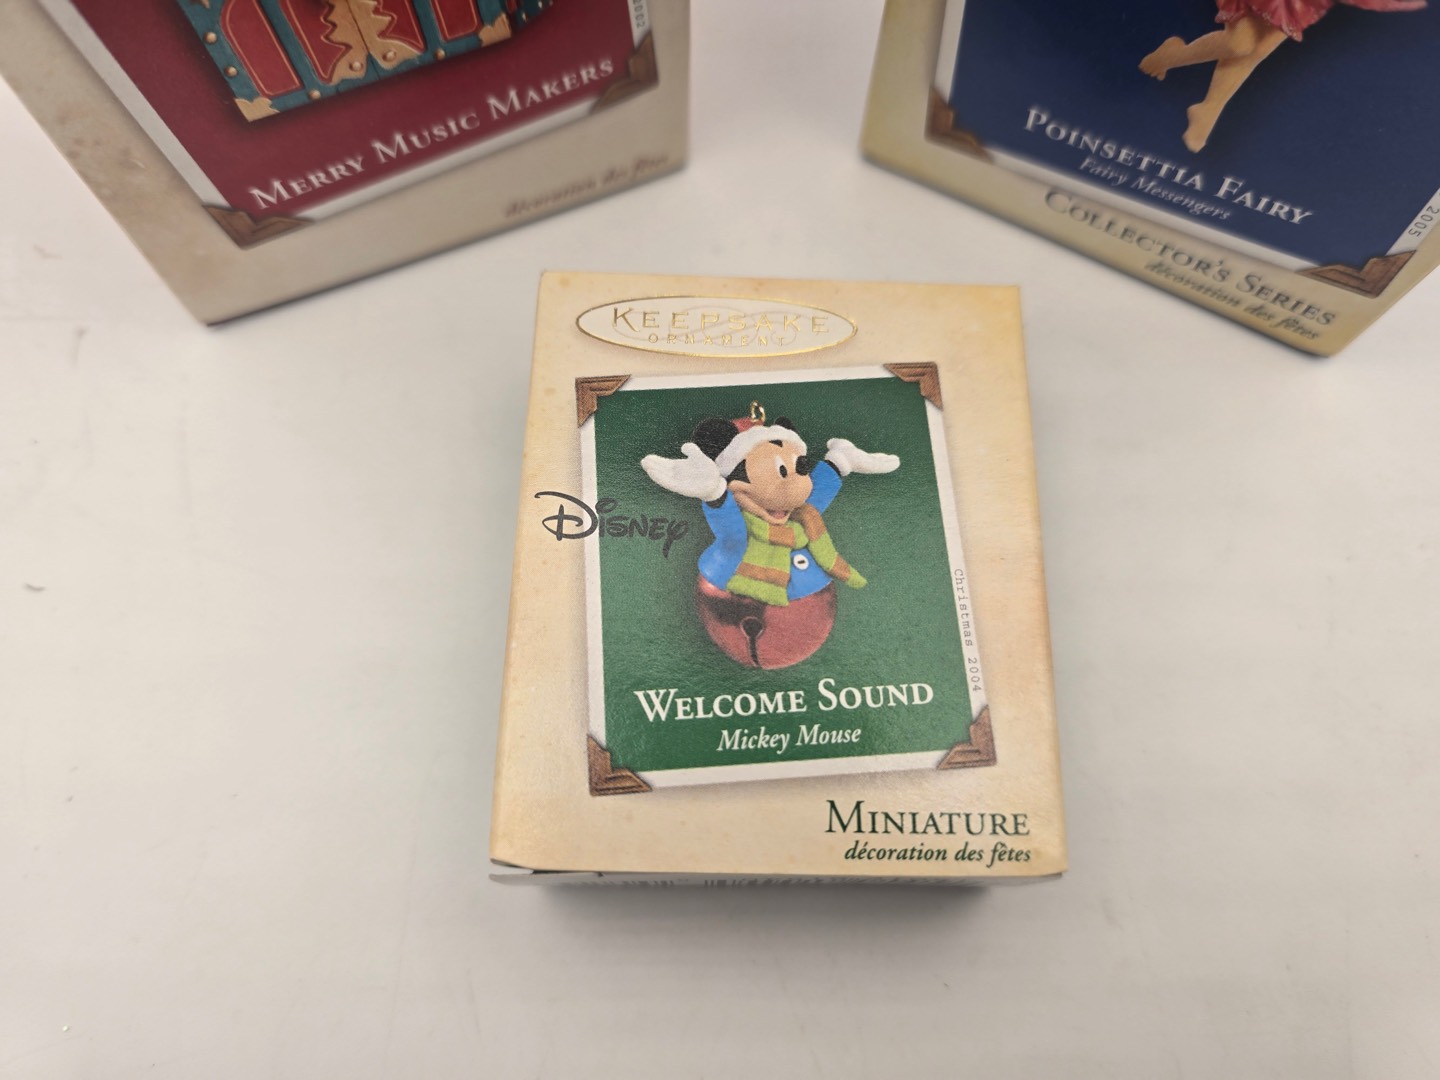 MERRY MUSIC MAKERS
décoration des fêtes
2002
POINSETTIA FAIRY
Fairy Messengers
COLLECTOR'S SERIES
décoration des fêtes
2005
KEEPSAKE
ORNAMENT
DISNEY
Christmas 2004
WELCOME SOUND
Mickey Mouse
MINIATURE
décoration des fêtes